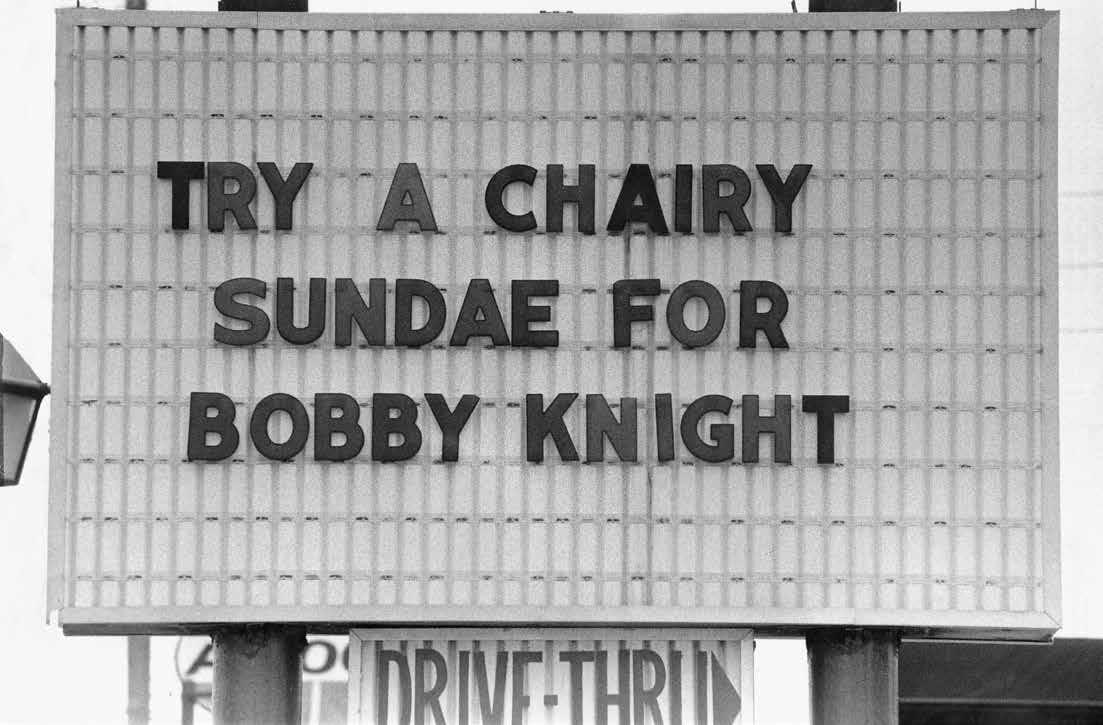 TRY A CHAIRY
SUNDAE FOR
BOBBY KNIGHT
DRIVE-THRU